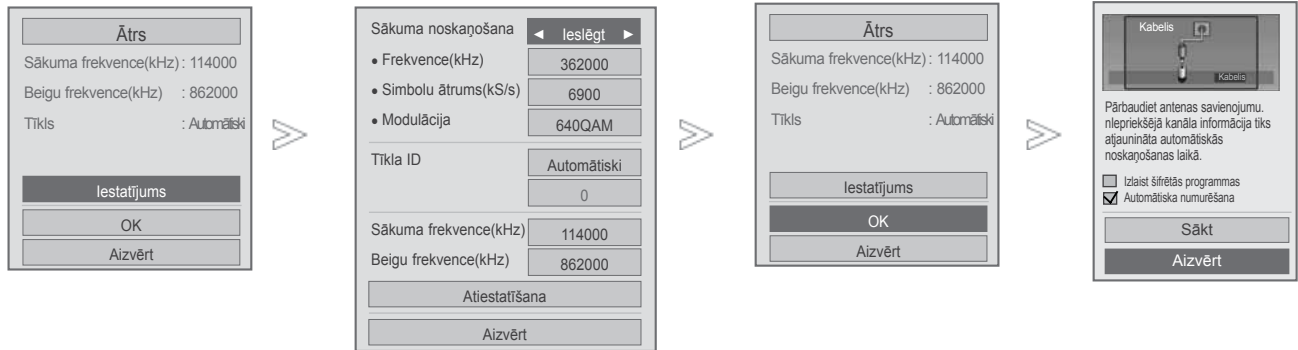 Ātrs
Sākuma frekvence(kHz) : 114000
Beigu frekvence(kHz) : 862000
Tīkls : Automātiski
Iestatījums
OK
Aizvērt
Sākuma noskaņošana ◄ Ieslēgt ►
• Frekvence(kHz) 362000
• Simbolu ātrums(kS/s) 6900
• Modulācija 640QAM
Tīkla ID Automātiski
0
Sākuma frekvence(kHz) 114000
Beigu frekvence(kHz) 862000
Atiestatīšana
Aizvērt
Ātrs
Sākuma frekvence(kHz) : 114000
Beigu frekvence(kHz) : 862000
Tīkls : Automātiski
Iestatījums
OK
Aizvērt
Kabelis
Kabelis
Pārbaudiet antenas savienojumu.
nIepriekšējā kanāla informācija tiks
atjaunināta automātiskās
noskaņošanas laikā.
Izlaist šifrētās programmas
Automātiska numurēšana
Sākt
Aizvērt